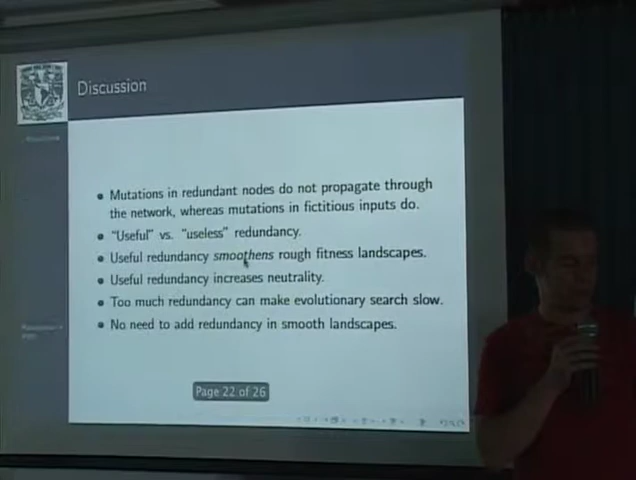 Discussion
Mutations in redundant nodes do not propagate through
the network, whereas mutations in fictitious inputs do.
"Useful" vs. "useless" redundancy.
Useful redundancy smoothens rough fitness landscapes.
Useful redundancy increases neutrality.
Too much redundancy can make evolutionary search slow.
No need to add redundancy in smooth landscapes.
Page 22 of 26